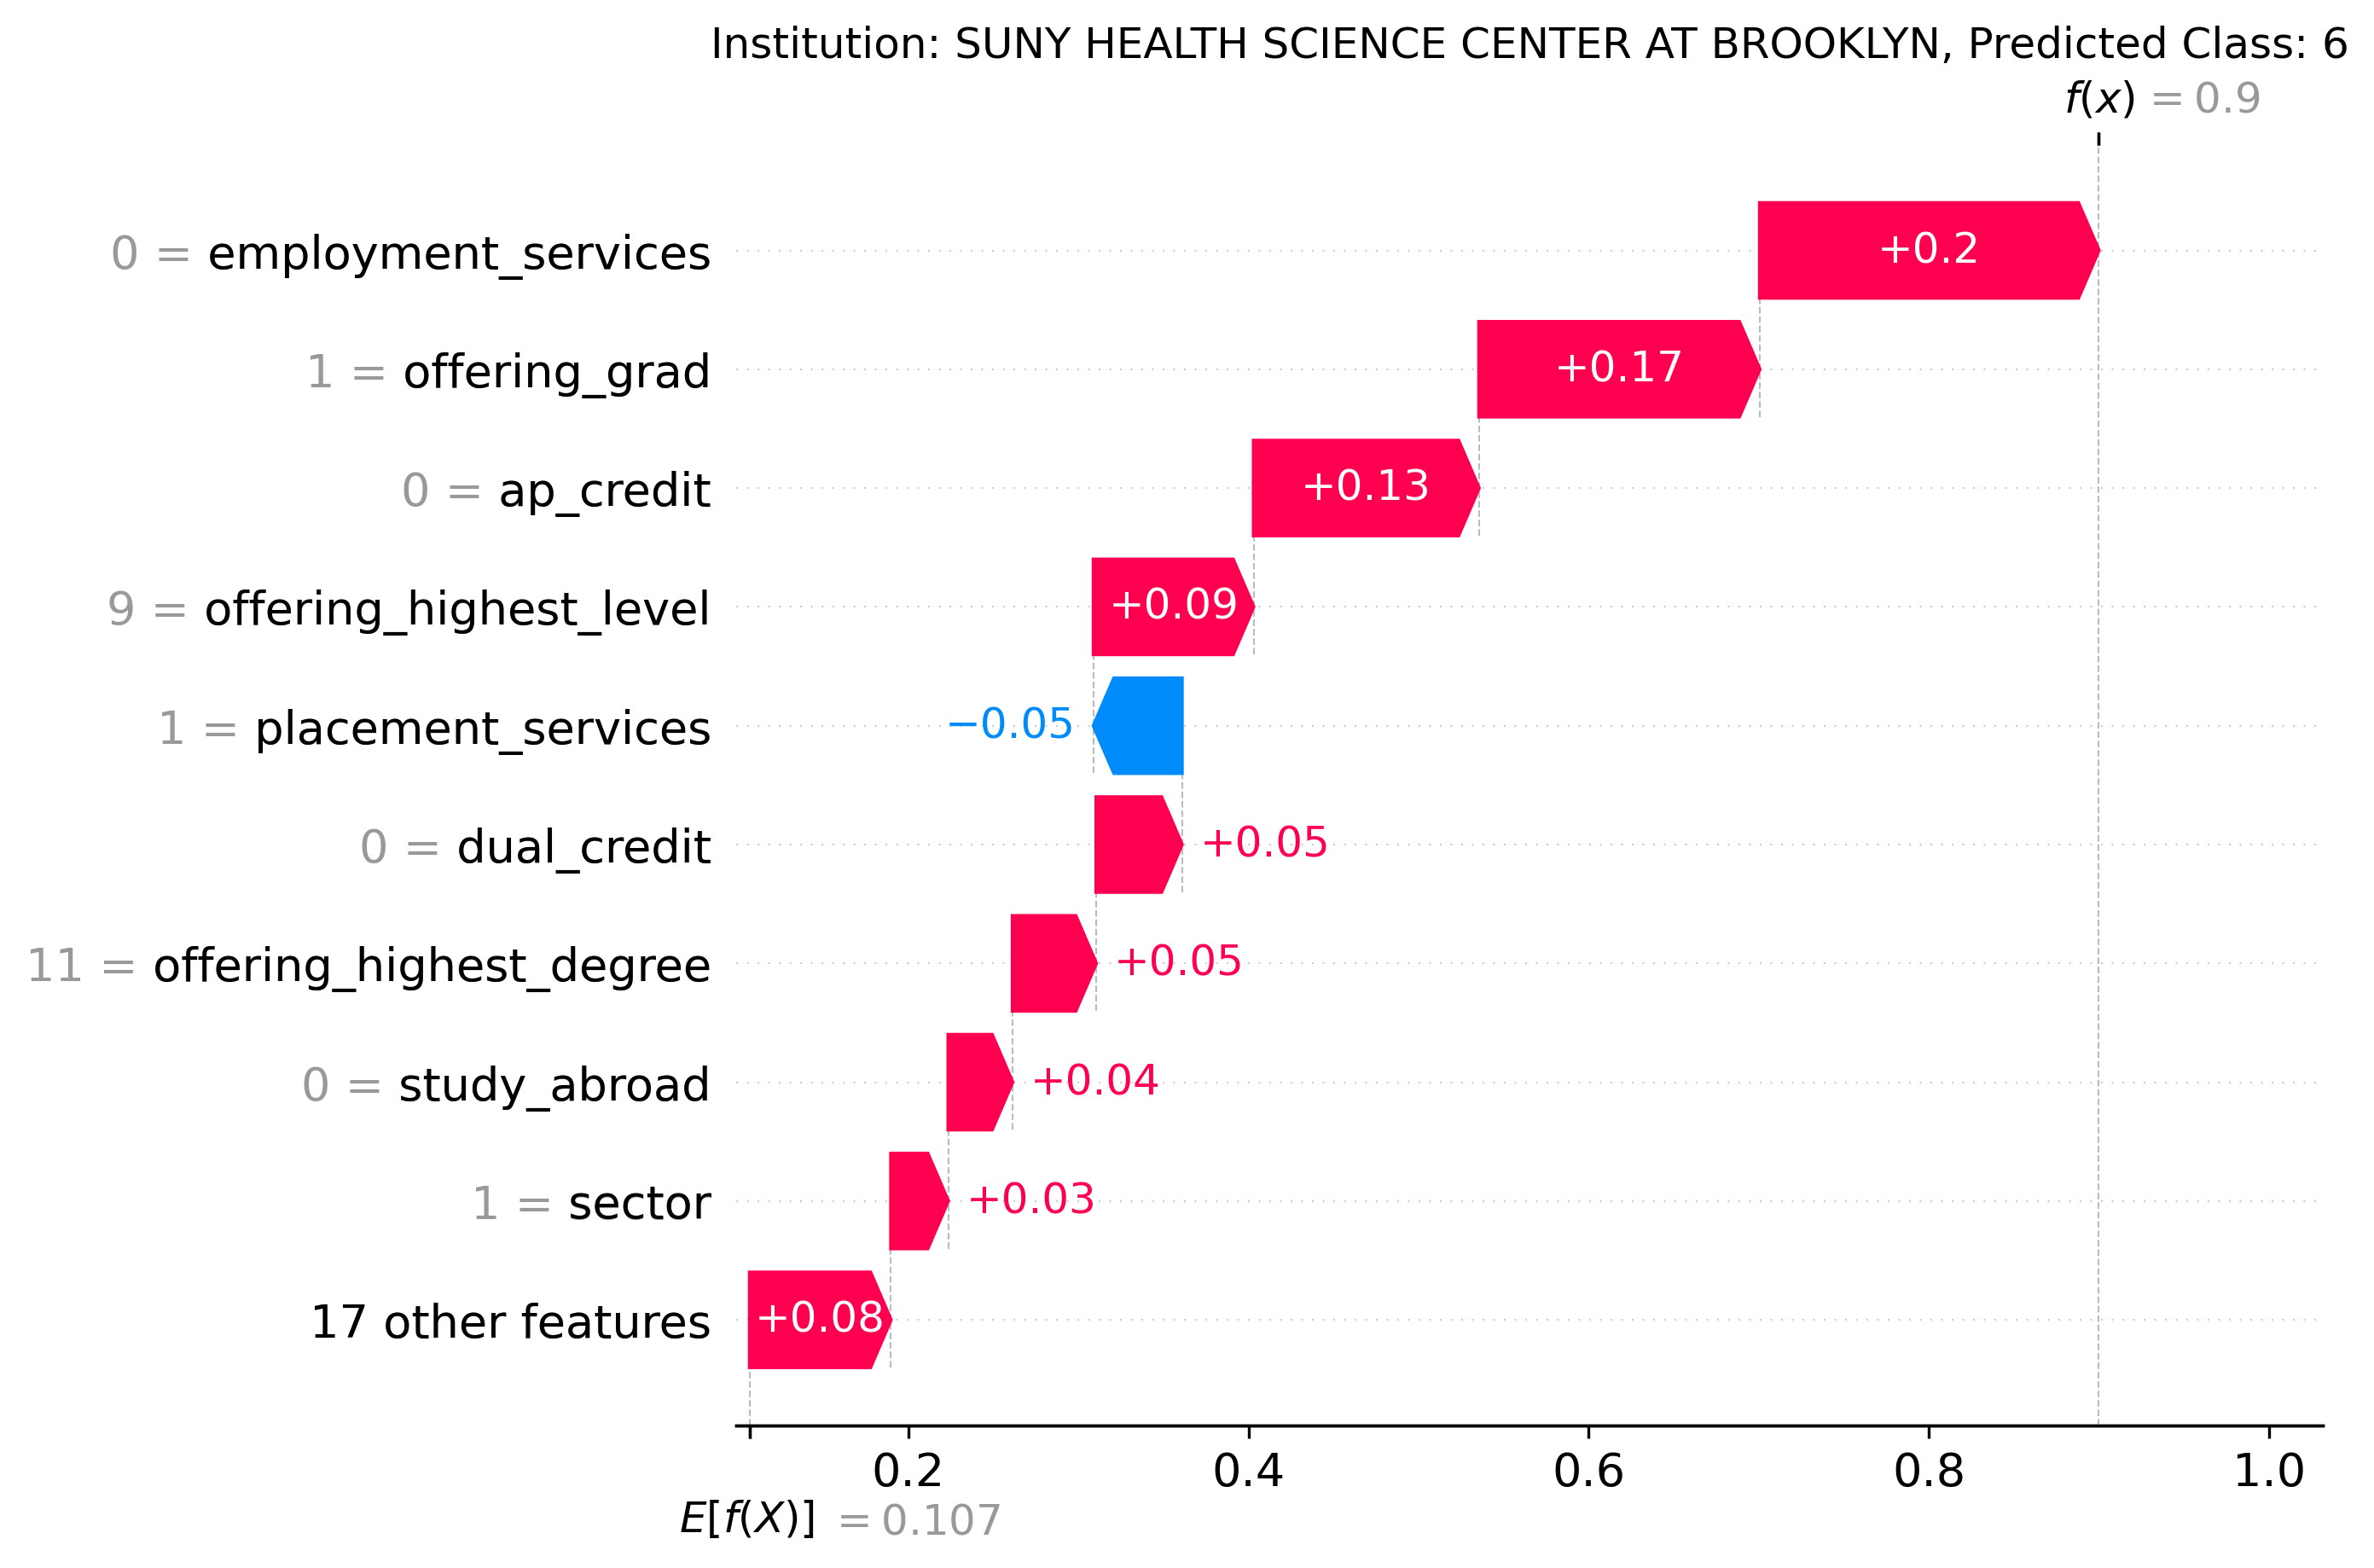 Institution: SUNY HEALTH SCIENCE CENTER AT BROOKLYN, Predicted Class: 6
f(x) = 0.9
0 = employment_services +0.2
1 = offering_grad +0.17
0 = ap_credit +0.13
9 = offering_highest_level +0.09
1 = placement_services −0.05
0 = dual_credit +0.05
11 = offering_highest_degree +0.05
0 = study_abroad +0.04
1 = sector +0.03
17 other features +0.08
0.2 0.4 0.6 0.8 1.0
E[f(X)] = 0.107